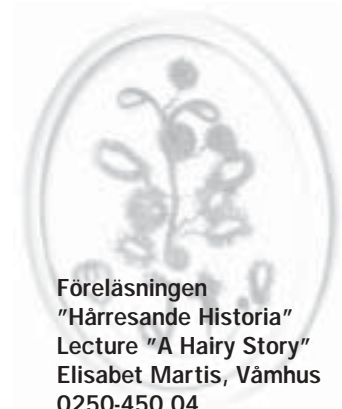 Föreläsningen
"Hårresande Historia"
Lecture "A Hairy Story"
Elisabet Martis, Våmhus
0250-450 04